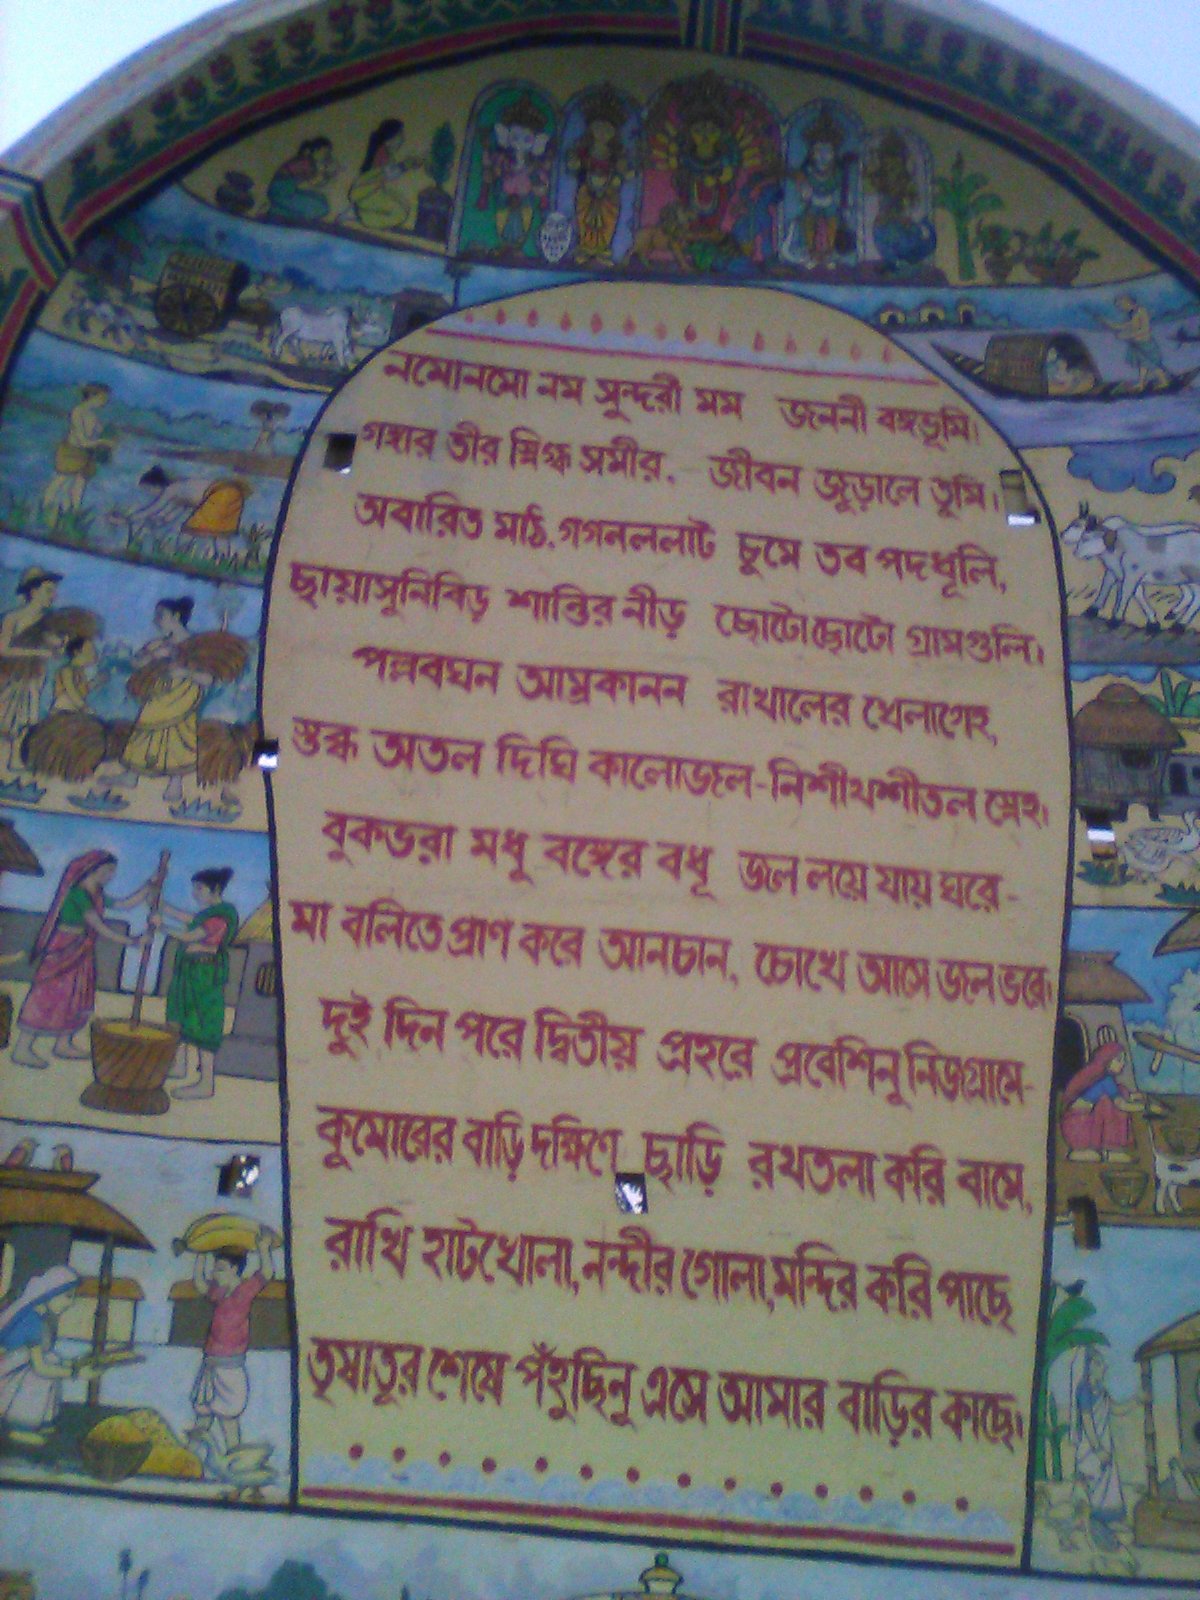 নমোনমো নম সুন্দরী মম জননী বঙ্গভূমি।
গঙ্গার তীর স্নিগ্ধ সমীর, জীবন জুড়ালে তুমি।
অবারিত মাঠ, গগনললাট চুমে তব পদধূলি,
ছায়াসুনিবিড় শান্তির নীড় ছোটো ছোটো গ্রামগুলি।
পল্লবঘন আম্রকানন রাখালের খেলাগেহ,
স্তব্ধ অতল দিঘি কালোজল-নিশীথশীতল স্নেহ।
বুকভরা মধু বঙ্গের বধূ জল লয়ে যায় ঘরে-
মা বলিতে প্রাণ করে আনচান, চোখে আসে জল ভরে।
দুই দিন পরে দ্বিতীয় প্রহরে প্রবেশিনু নিজগ্রামে-
কুমোরের বাড়ি দক্ষিণে ছাড়ি রথতলা করি বামে,
রাখি হাটখোলা, নন্দীর গোলা, মন্দির করি পাছে
তৃষাতুর শেষে পঁহুছিনু এসে আমার বাড়ির কাছে।